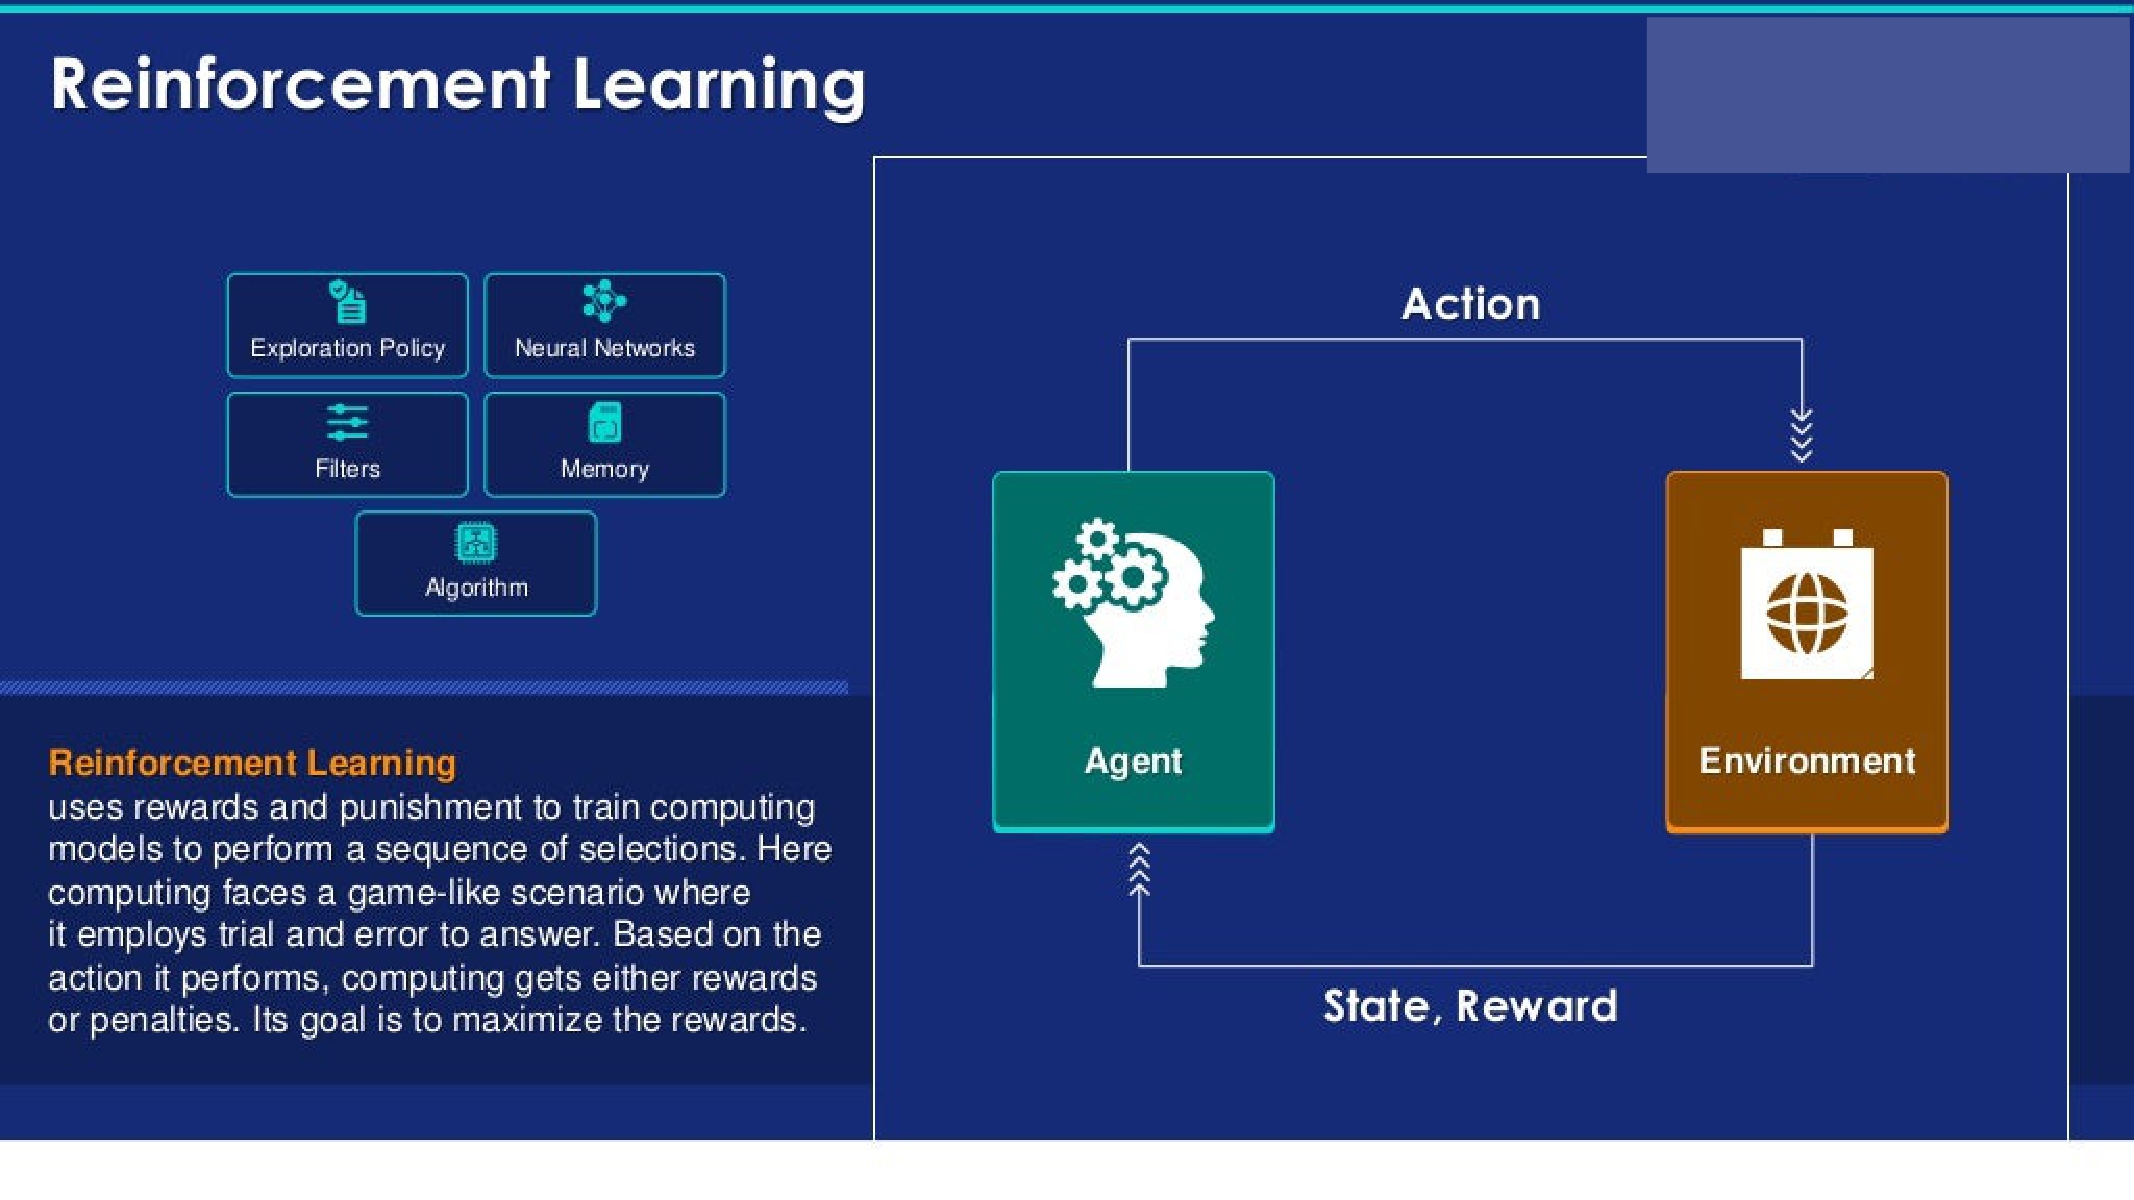 Reinforcement Learning
Exploration Policy
Neural Networks
Filters
Memory
Algorithm
Reinforcement Learning
uses rewards and punishment to train computing
models to perform a sequence of selections. Here
computing faces a game-like scenario where
it employs trial and error to answer. Based on the
action it performs, computing gets either rewards
or penalties. Its goal is to maximize the rewards.
Action
Agent
Environment
State, Reward